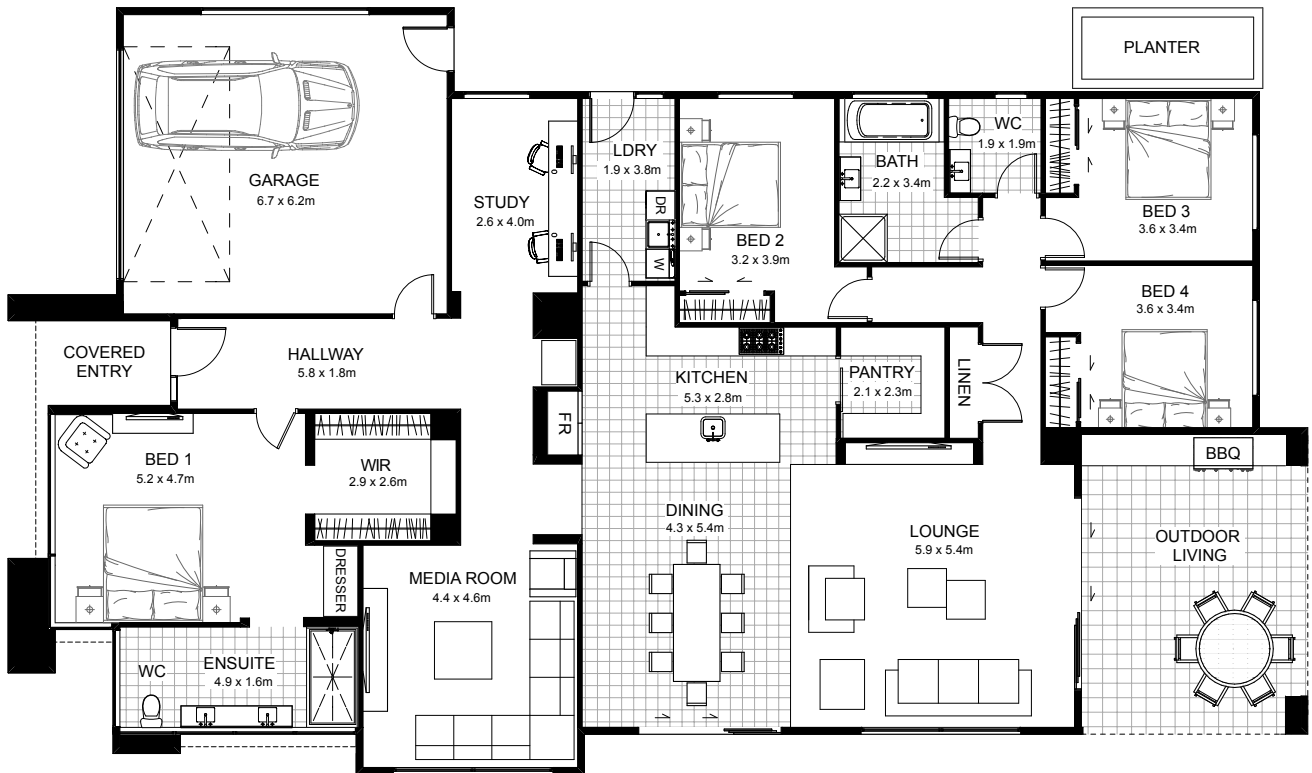 PLANTER
GARAGE
6.7 x 6.2m
STUDY
2.6 x 4.0m
LDRY
1.9 x 3.8m
DR
W
BED 2
3.2 x 3.9m
BATH
2.2 x 3.4m
WC
1.9 x 1.9m
BED 3
3.6 x 3.4m
BED 4
3.6 x 3.4m
COVERED
ENTRY
HALLWAY
5.8 x 1.8m
KITCHEN
5.3 x 2.8m
PANTRY
2.1 x 2.3m
LINEN
FR
BED 1
5.2 x 4.7m
WIR
2.9 x 2.6m
BBQ
DINING
4.3 x 5.4m
LOUNGE
5.9 x 5.4m
OUTDOOR
LIVING
DRESSER
MEDIA ROOM
4.4 x 4.6m
WC
ENSUITE
4.9 x 1.6m